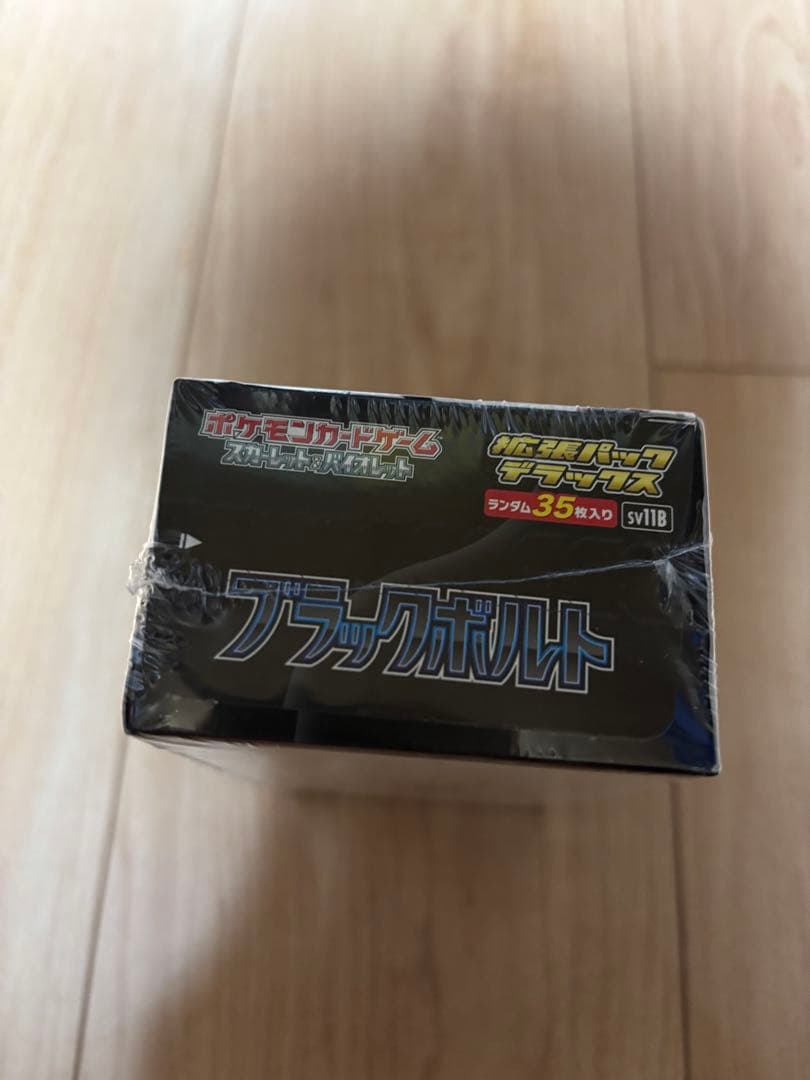 ポケモンカードゲーム
スカーレット&バイオレット
拡張パック
デラックス
ランダム35枚入り
SV11B
ブラックボルト